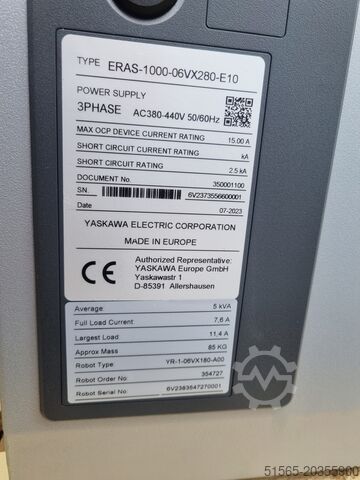 TYPE ERAS-1000-06VX280-E10
POWER SUPPLY
3PHASE AC380-440V 50/60Hz
MAX OCP DEVICE CURRENT RATING 15.00 A
SHORT CIRCUIT CURRENT RATING kA
SHORT CIRCUIT CURRENT RATING 2.5 kA
DOCUMENT No. 350001100
SN. 6V2373556600001
Date 07-2023
YASKAWA ELECTRIC CORPORATION
MADE IN EUROPE
CE
Authorized Representative:
YASKAWA Europe GmbH
Yaskawastr 1
D-85391 Allershausen
Average 5 kVA
Full Load Current: 7,6 A
Largest Load 11,4 A
Approx Mass 85 KG
Robot Type YR-1-06VX180-A00
Robot Order No: 354727
Robot Serial No: 6V2383647270001
51565-20355900